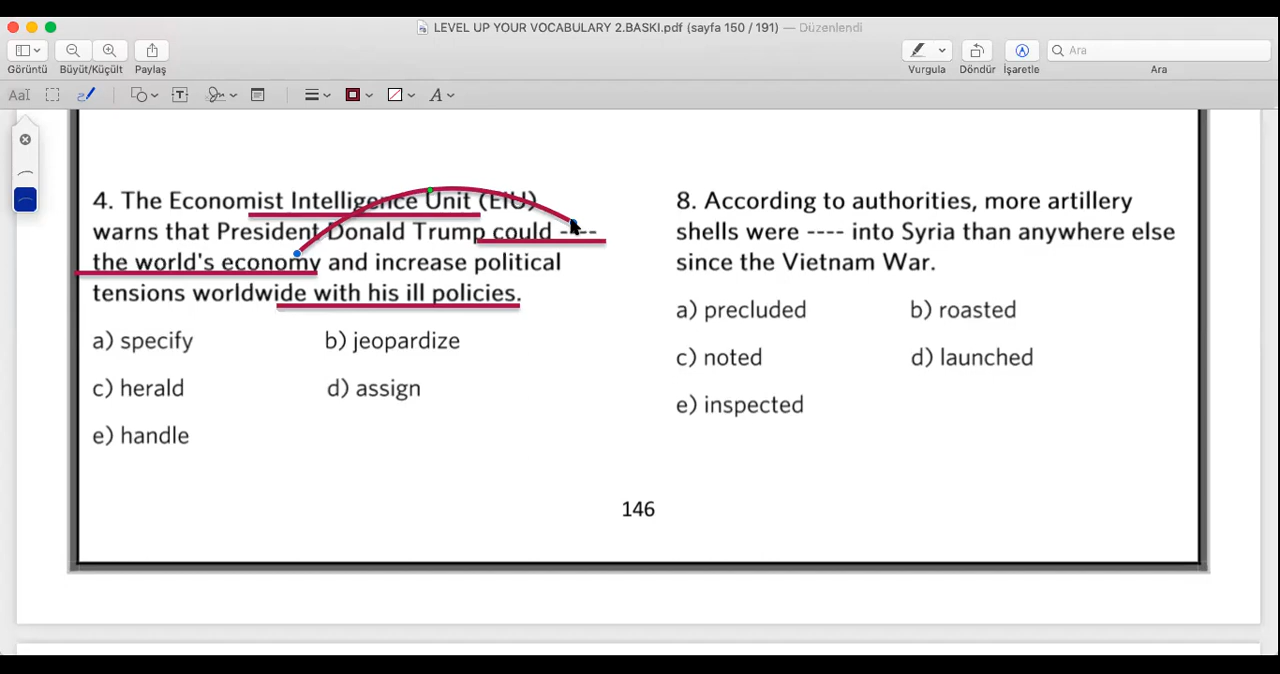 LEVEL UP YOUR VOCABULARY 2.BASKI.pdf (sayfa 150 / 191) — Düzenlendi
Ara
Görüntü Büyüt/Küçült Paylaş Vurgula Döndür İşaretle Ara
AaI T A
4. The Economist Intelligence Unit (EIU)
warns that President Donald Trump could ----
the world's economy and increase political
tensions worldwide with his ill policies.
a) specify b) jeopardize
c) herald d) assign
e) handle
8. According to authorities, more artillery
shells were ---- into Syria than anywhere else
since the Vietnam War.
a) precluded b) roasted
c) noted d) launched
e) inspected
146